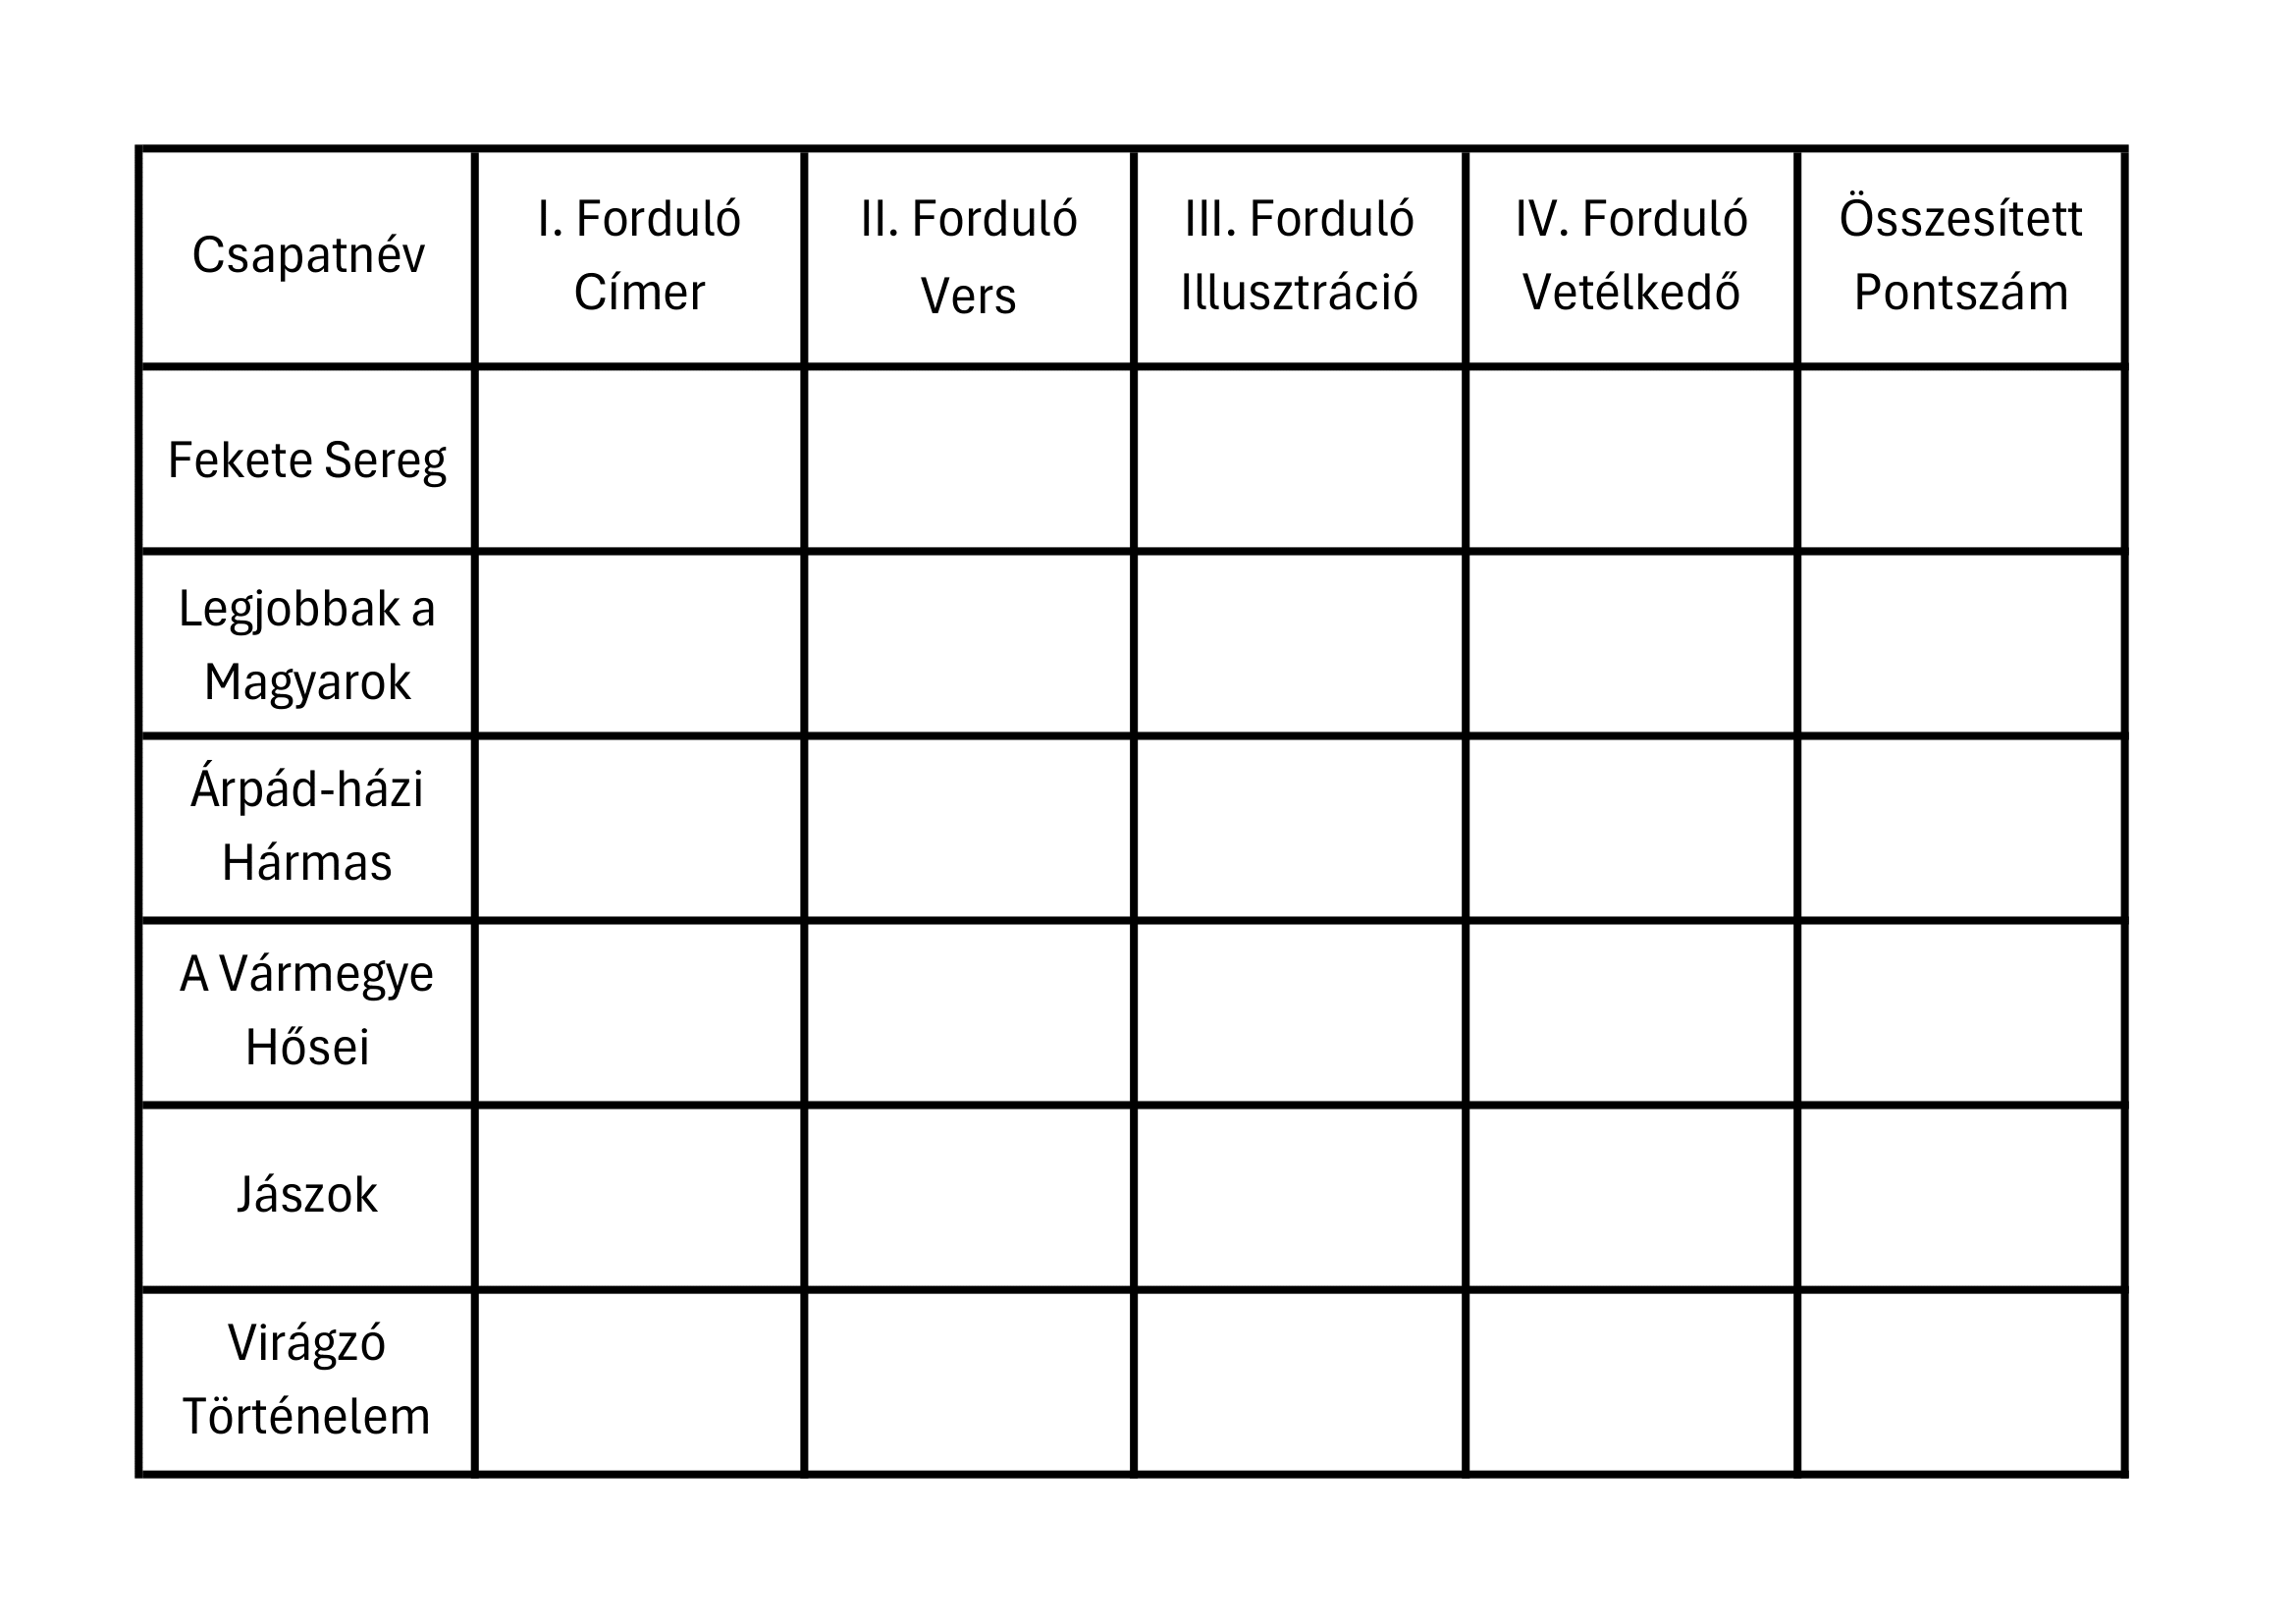 Csapatnév
I. Forduló
Címer
II. Forduló
Vers
III. Forduló
Illusztráció
IV. Forduló
Vetélkedő
Összesített
Pontszám
Fekete Sereg
Legjobbak a
Magyarok
Árpád-házi
Hármas
A Vármegye
Hősei
Jászok
Virágzó
Történelem